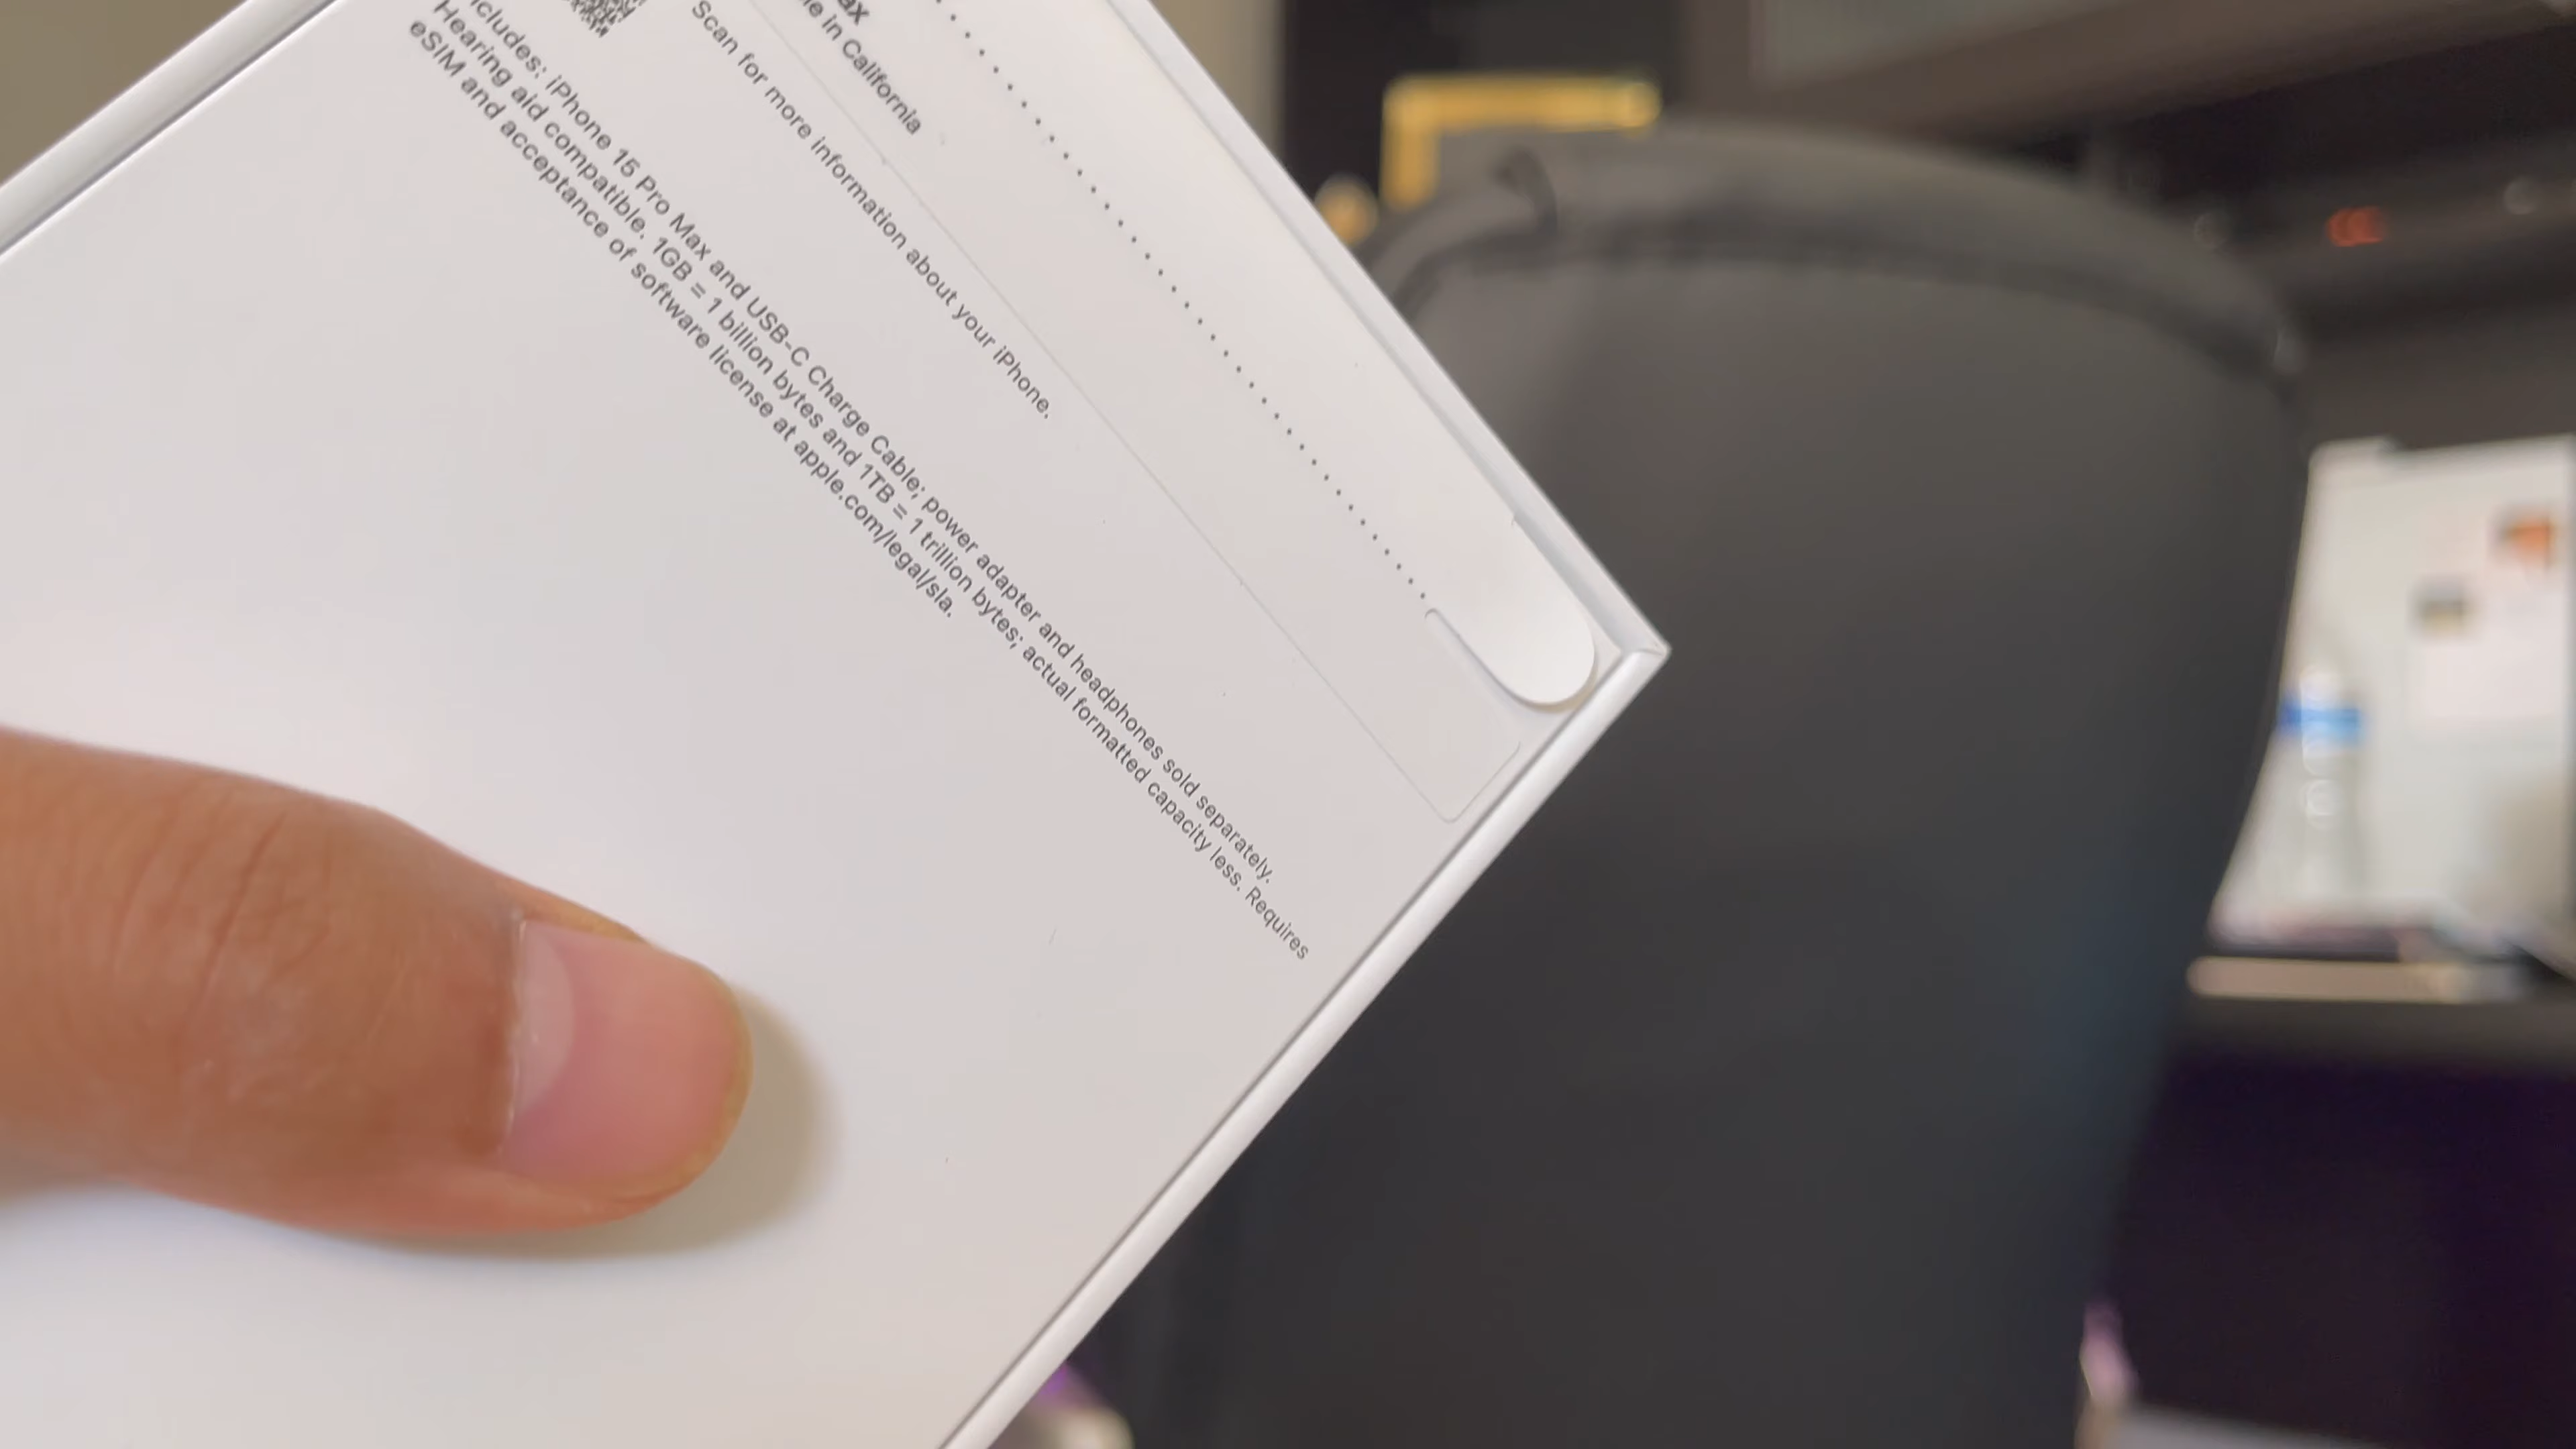 in California
Scan for more information about your iPhone.
iPhone 15 Pro Max and USB-C Charge Cable; power adapter and headphones sold separately.
Hearing aid compatible. 1GB = 1 billion bytes and 1TB = 1 trillion bytes; actual formatted capacity less. Requires
eSIM and acceptance of software license at apple.com/legal/sla.